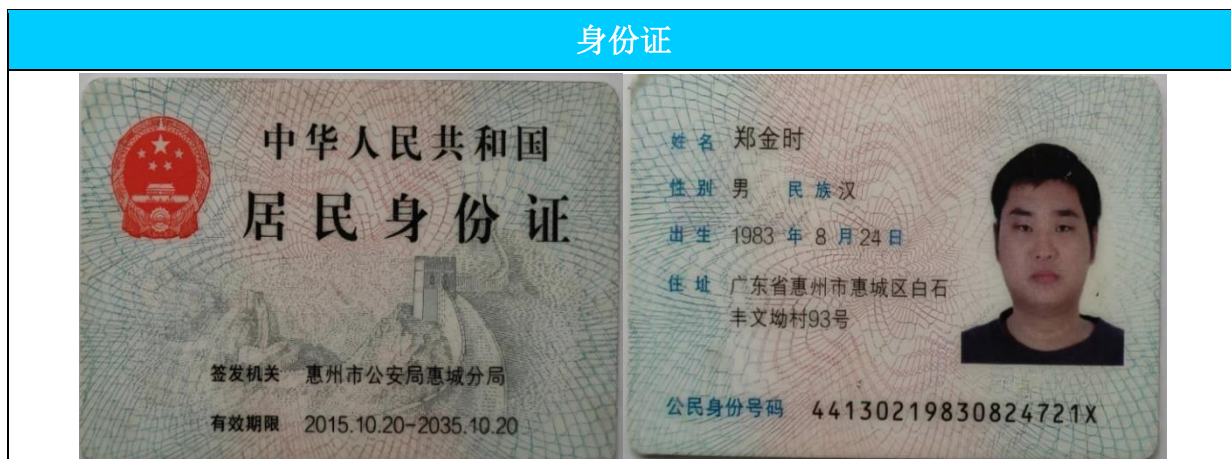 身份证
中华人民共和国
居民身份证
签发机关 惠州市公安局惠城分局
有效期限 2015.10.20-2035.10.20
姓名 郑金时
性别 男 民族 汉
出生 1983 年 8 月 24 日
住址 广东省惠州市惠城区白石
丰文坳村93号
公民身份号码 44130219830824721X